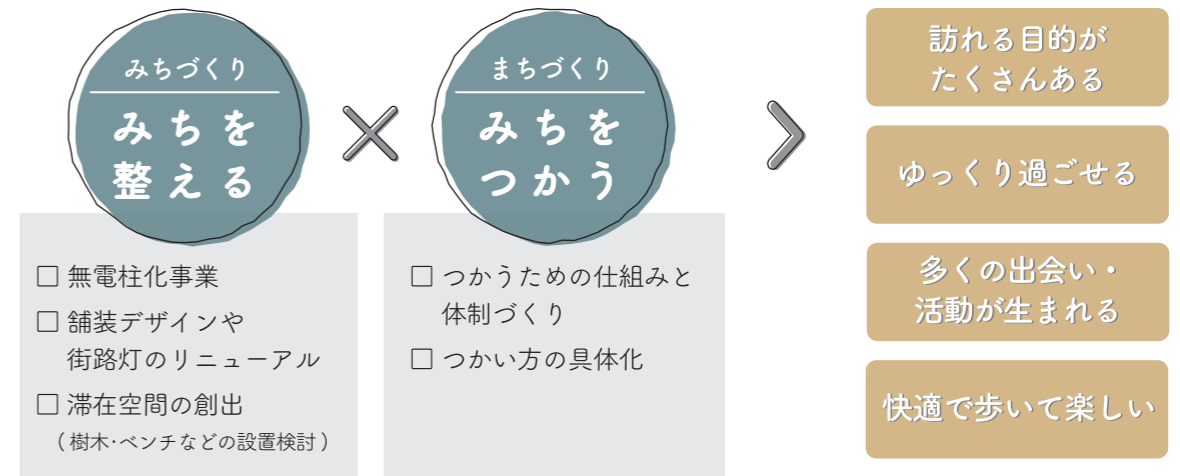 みちづくり
みちを
整える
□ 無電柱化事業
□ 舗装デザインや
街路灯のリニューアル
□ 滞在空間の創出
(樹木・ベンチなどの設置検討)
×
まちづくり
みちを
つかう
□ つかうための仕組みと
体制づくり
□ つかい方の具体化
訪れる目的が
たくさんある
ゆっくり過ごせる
多くの出会い・
活動が生まれる
快適で歩いて楽しい